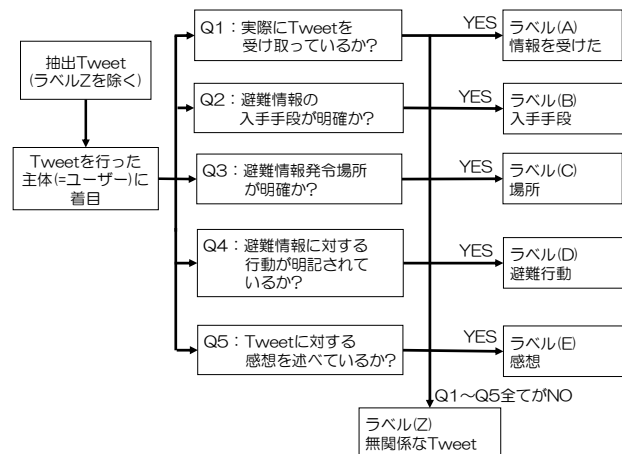 抽出Tweet
(ラベルZを除く)
Tweetを行った
主体(=ユーザー)に
着目
Q1：実際にTweetを
受け取っているか？
YES
ラベル(A)
情報を受けた
Q2：避難情報の
入手手段が明確か？
YES
ラベル(B)
入手手段
Q3：避難情報発令場所
が明確か？
YES
ラベル(C)
場所
Q4：避難情報に対する
行動が明記されて
いるか？
YES
ラベル(D)
避難行動
Q5：Tweetに対する
感想を述べているか？
YES
ラベル(E)
感想
Q1～Q5全てがNO
ラベル(Z)
無関係なTweet